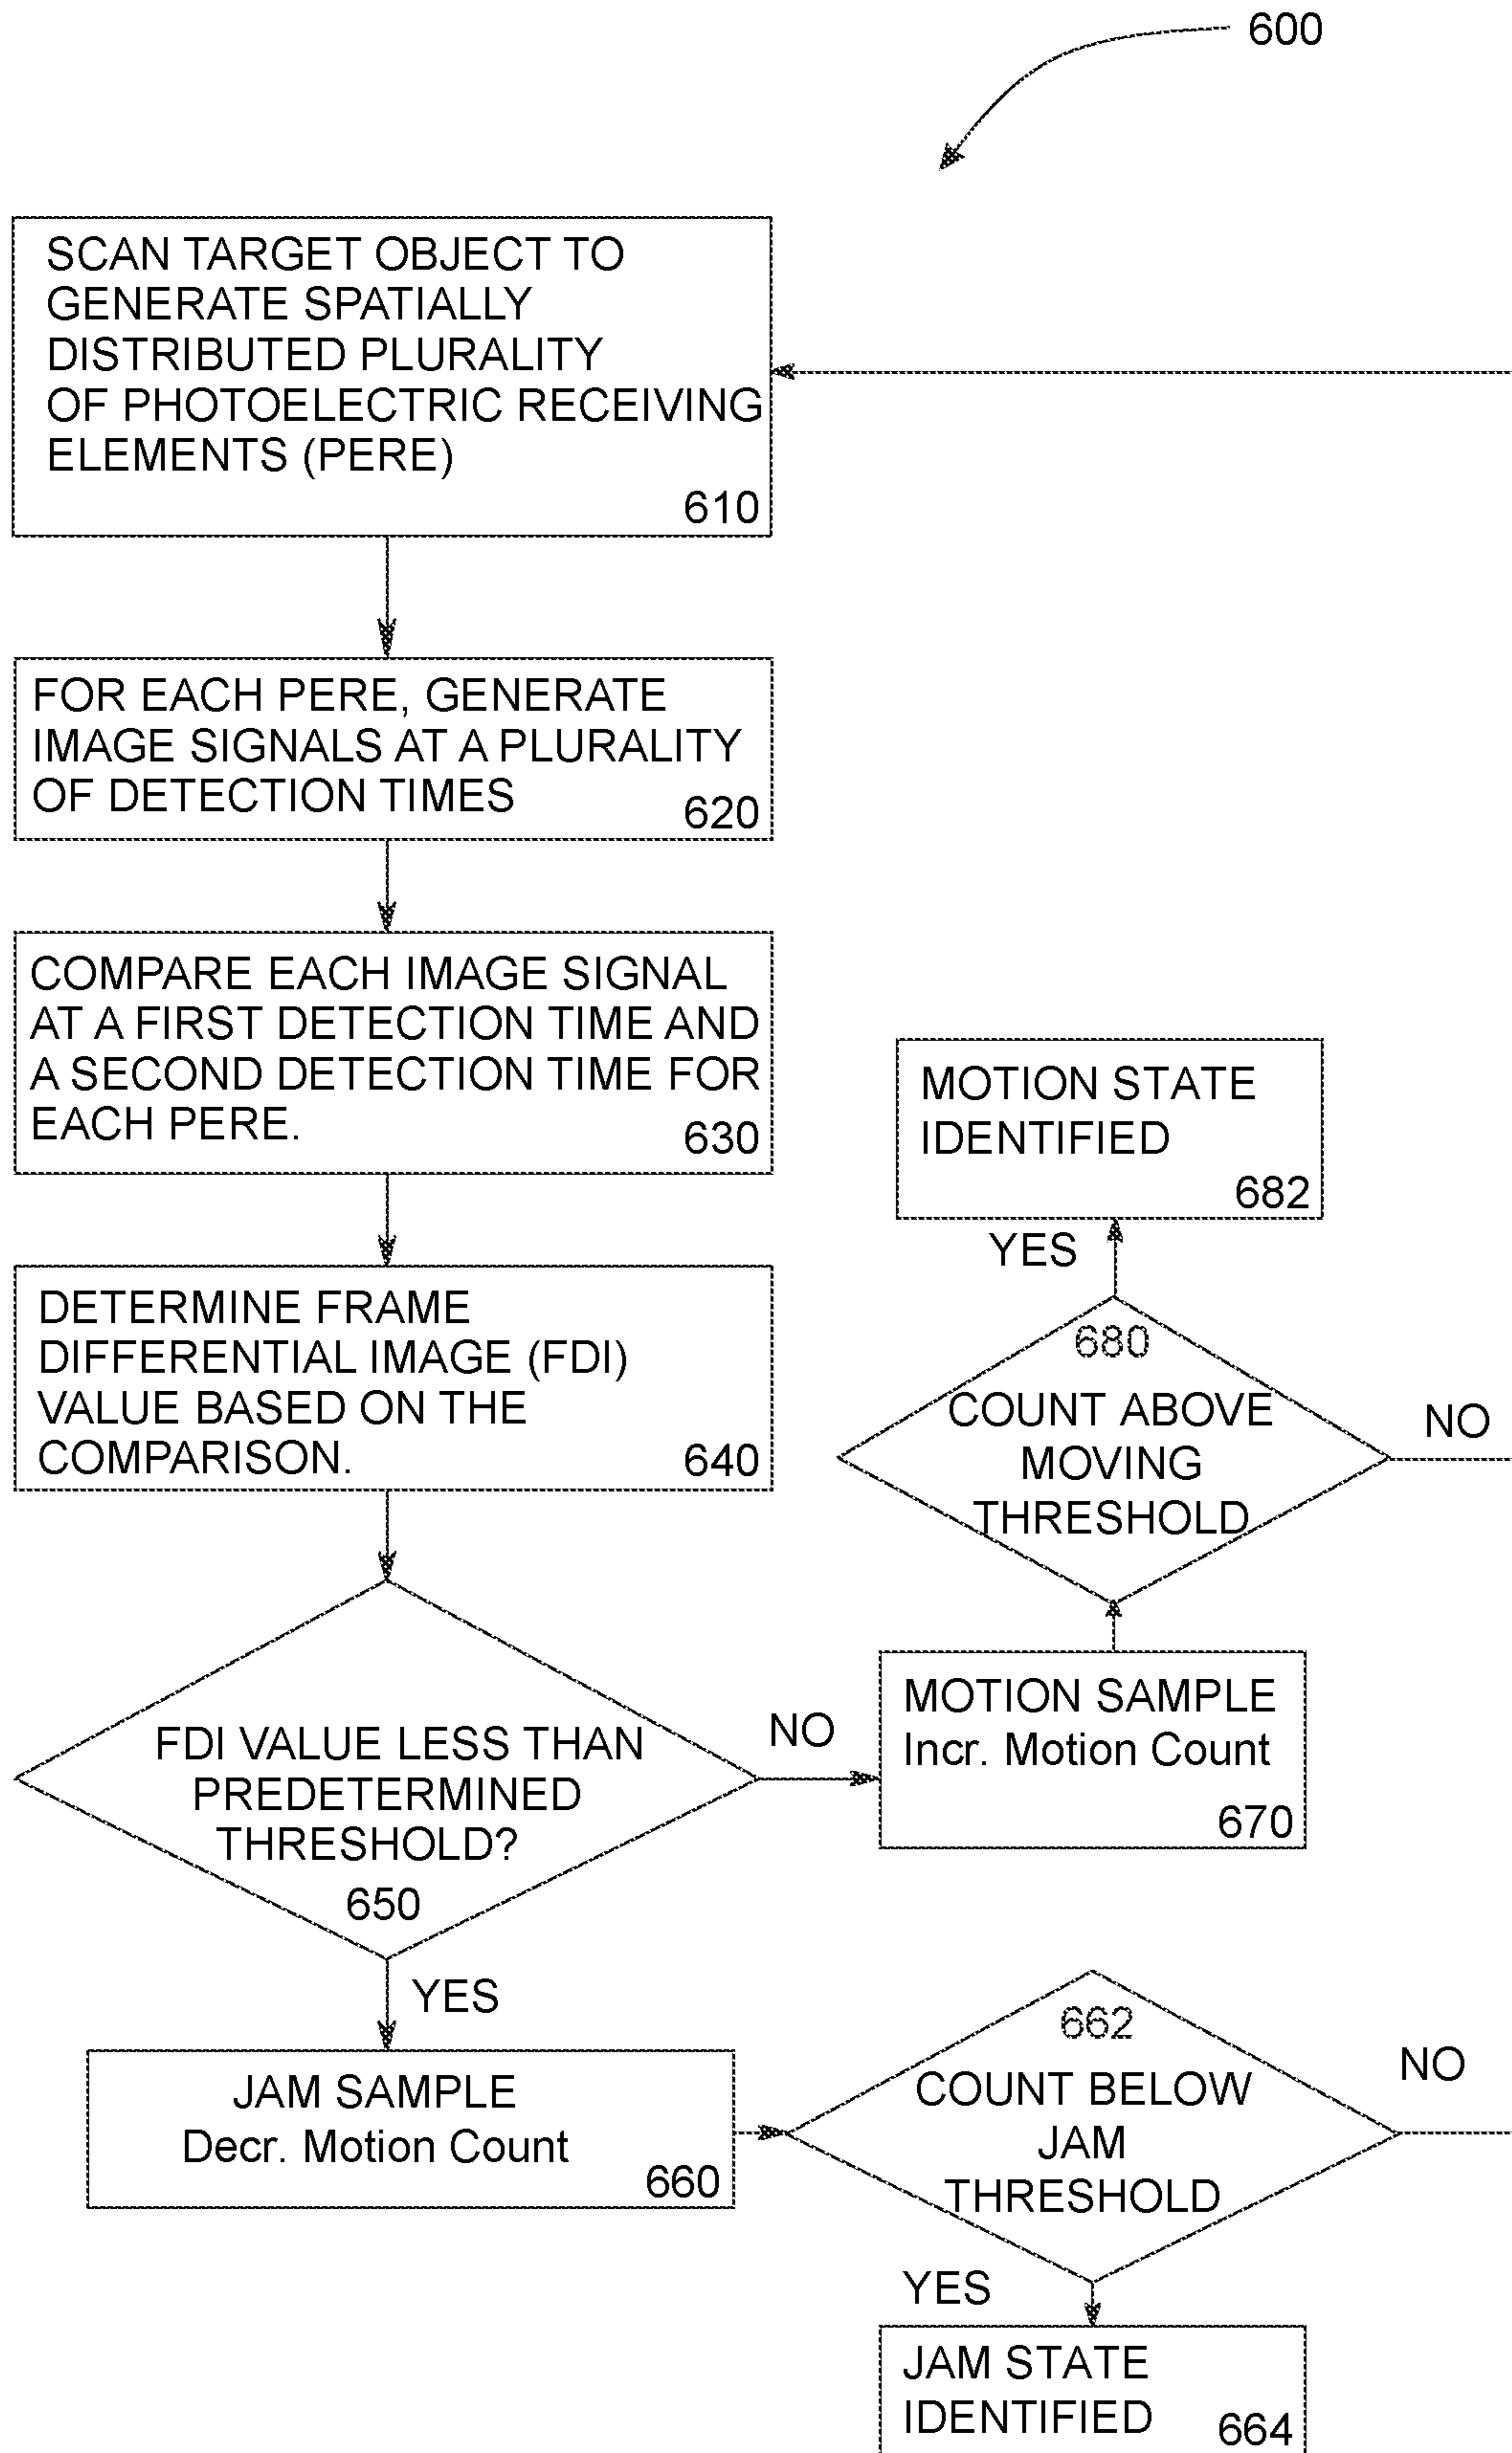 600
SCAN TARGET OBJECT TO
GENERATE SPATIALLY
DISTRIBUTED PLURALITY
OF PHOTOELECTRIC RECEIVING
ELEMENTS (PERE)
610
FOR EACH PERE, GENERATE
IMAGE SIGNALS AT A PLURALITY
OF DETECTION TIMES
620
COMPARE EACH IMAGE SIGNAL
AT A FIRST DETECTION TIME AND
A SECOND DETECTION TIME FOR
EACH PERE.
630
MOTION STATE
IDENTIFIED
682
YES
DETERMINE FRAME
DIFFERENTIAL IMAGE (FDI)
VALUE BASED ON THE
COMPARISON.
640
680
COUNT ABOVE
MOVING
THRESHOLD
NO
FDI VALUE LESS THAN
PREDETERMINED
THRESHOLD?
650
NO
MOTION SAMPLE
Incr. Motion Count
670
YES
JAM SAMPLE
Decr. Motion Count
660
662
COUNT BELOW
JAM
THRESHOLD
NO
YES
JAM STATE
IDENTIFIED
664